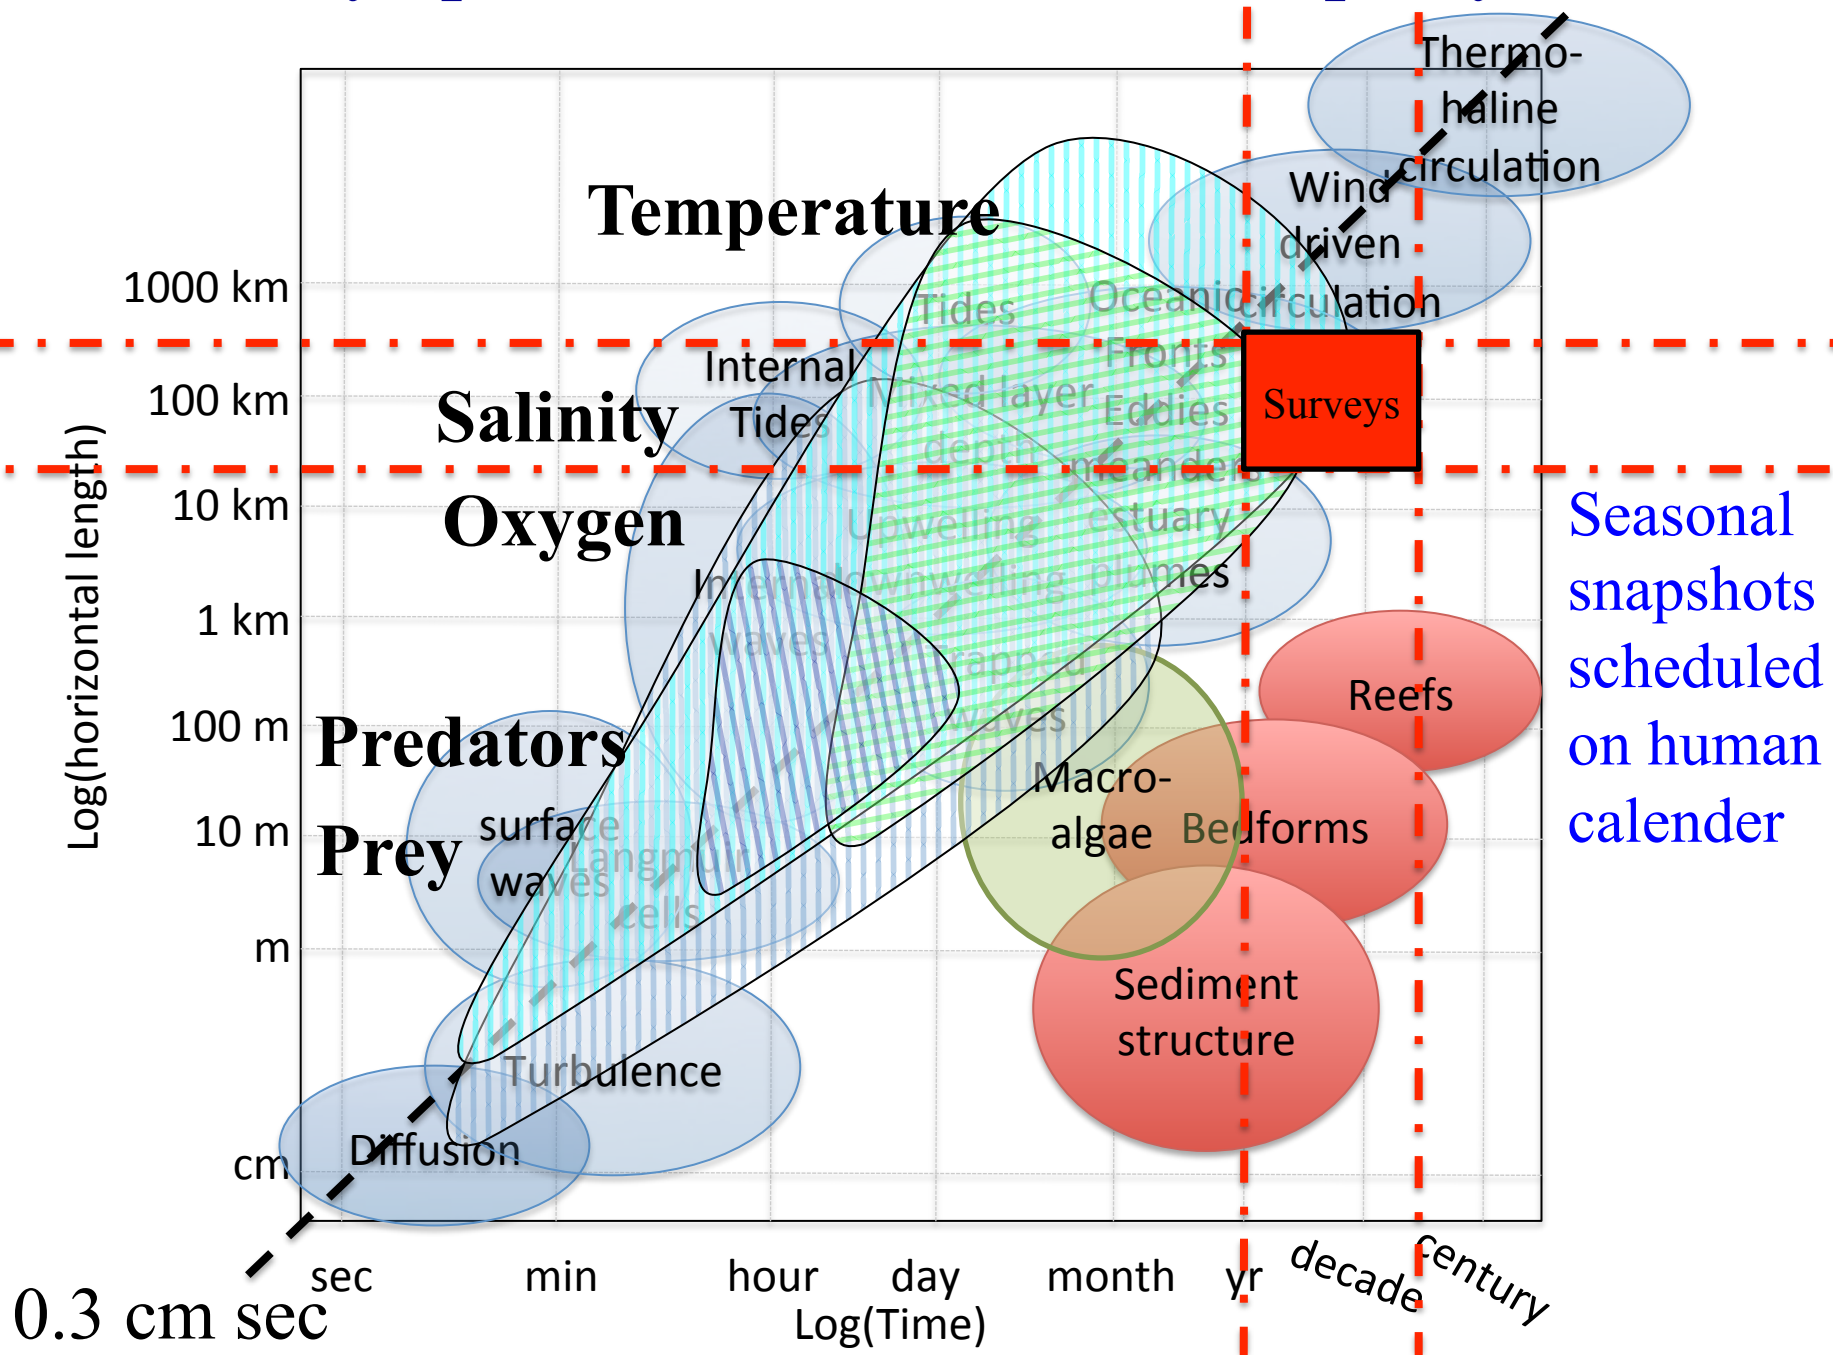 Thermo-
haline
circulation
Wind
driven
circulation
Temperature
1000 km
Tides
Oceanic
Fronts
Eddies
meanders
Internal
Tides
Mixed layer
depth
100 km
Salinity
Surveys
10 km
Oxygen
Upwelling
downwelling
estuary
plumes
Seasonal
snapshots
scheduled
on human
calender
Internal
waves
1 km
Trapped
waves
Reefs
100 m
Predators
Macro-
algae
Bedforms
10 m
Prey
surface
waves
Langmuir
cells
m
Sediment
structure
Turbulence
Diffusion
cm
Log(horizontal length)
sec
min
hour
day
month
yr
decade
century
Log(Time)
0.3 cm sec